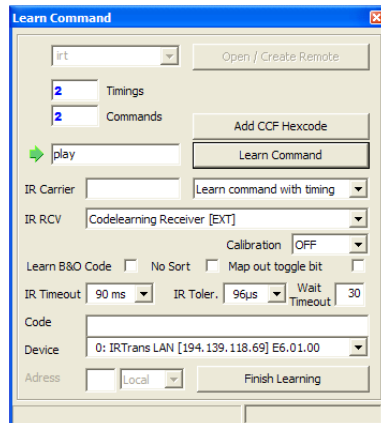 Learn Command
irt
Open / Create Remote
2 Timings
2 Commands
Add CCF Hexcode
play
Learn Command
IR Carrier
Learn command with timing
IR RCV Codelearning Receiver [EXT]
Calibration OFF
Learn B&O Code No Sort Map out toggle bit
IR Timeout 90 ms IR Toler. 96µs Wait Timeout 30
Code
Device 0: IRTrans LAN [194.139.118.69] E6.01.00
Adress Local Finish Learning